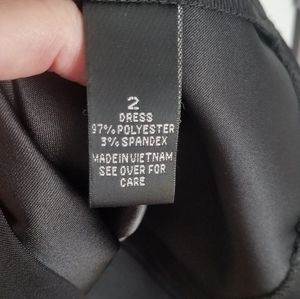 2
DRESS
97% POLYESTER
3% SPANDEX
MADE IN VIETNAM
SEE OVER FOR
CARE